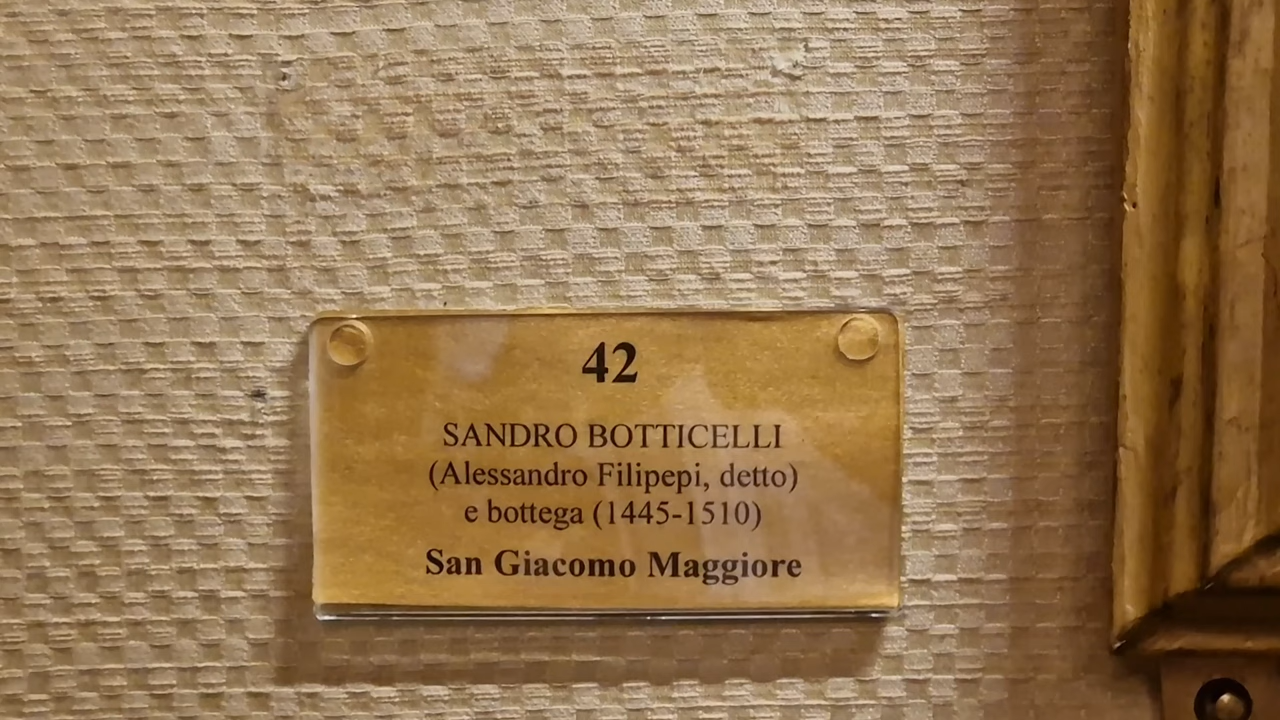 42
SANDRO BOTTICELLI
(Alessandro Filipepi, detto)
e bottega (1445-1510)
San Giacomo Maggiore